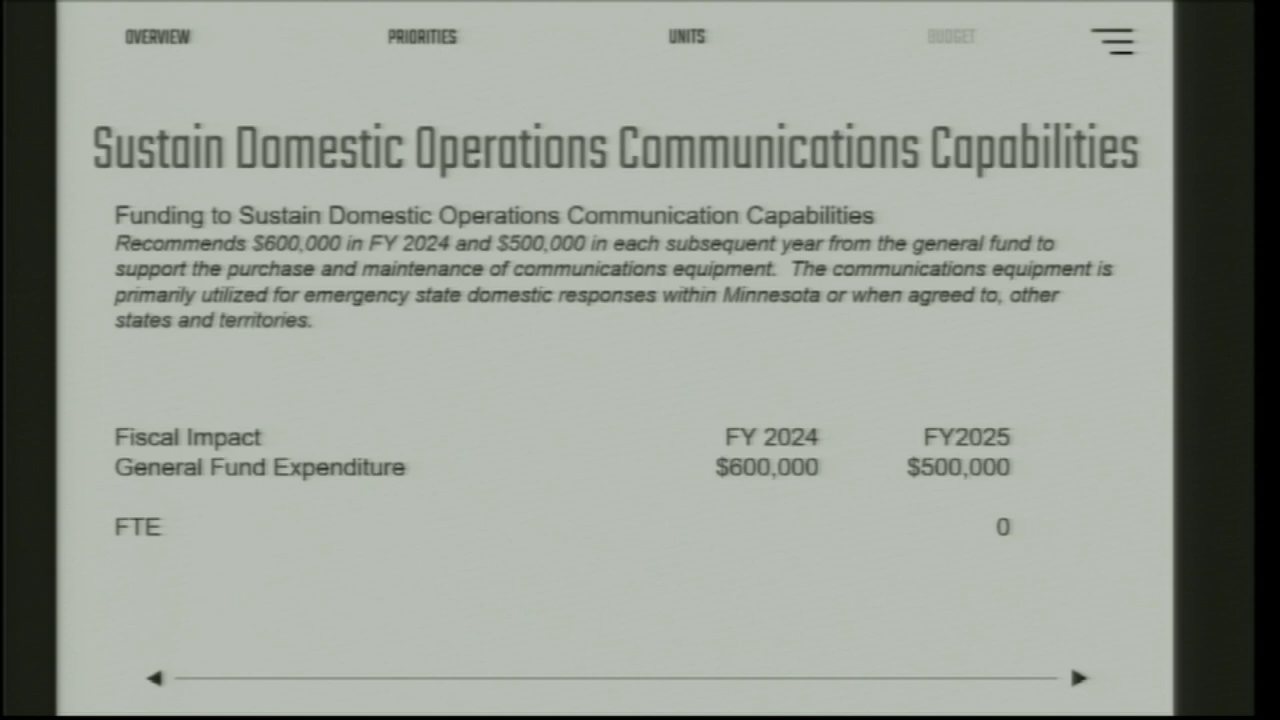 OVERVIEW PRIORITIES UNITS BUDGET
Sustain Domestic Operations Communications Capabilities
Funding to Sustain Domestic Operations Communication Capabilities
Recommends $600,000 in FY 2024 and $500,000 in each subsequent year from the general fund to
support the purchase and maintenance of communications equipment. The communications equipment is
primarily utilized for emergency state domestic responses within Minnesota or when agreed to, other
states and territories.
Fiscal Impact FY 2024 FY2025
General Fund Expenditure $600,000 $500,000
FTE 0